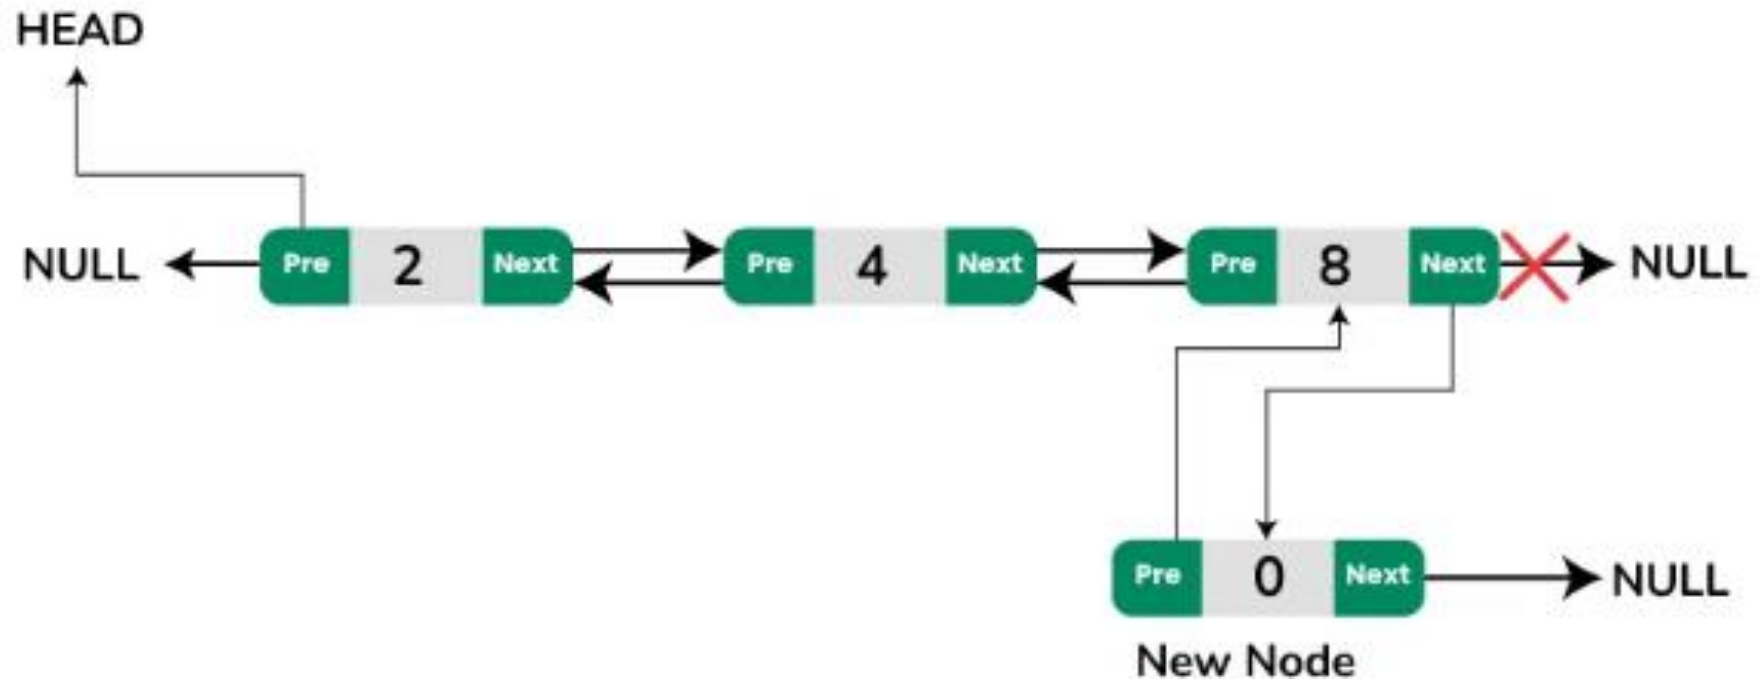 HEAD
NULL Pre 2 Next Pre 4 Next Pre 8 Next NULL
Pre 0 Next NULL
New Node